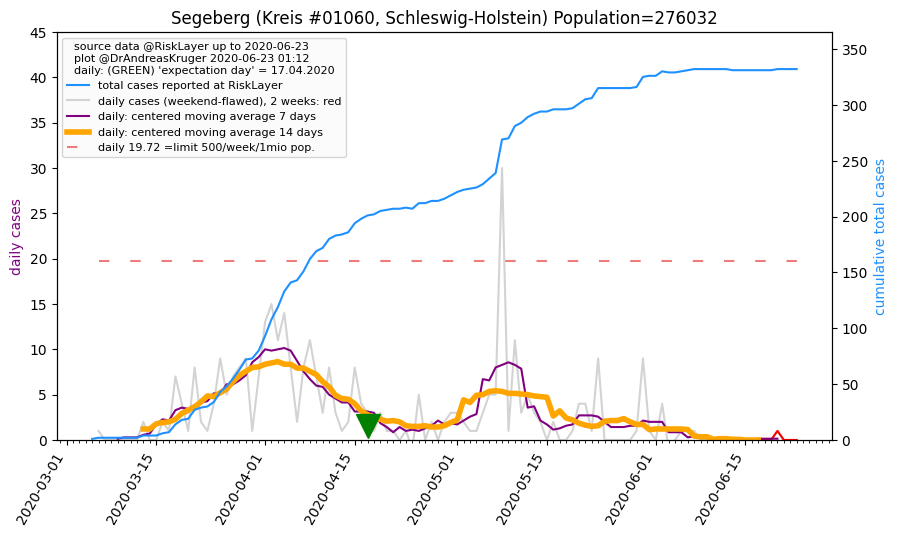 Segeberg (Kreis #01060, Schleswig-Holstein) Population=276032
source data @RiskLayer up to 2020-06-23
plot @DrAndreasKruger 2020-06-23 01:12
daily: (GREEN) 'expectation day' = 17.04.2020
total cases reported at RiskLayer
daily cases (weekend-flawed), 2 weeks: red
daily: centered moving average 7 days
daily: centered moving average 14 days
daily 19.72 =limit 500/week/1mio pop.
daily cases
45
40
35
30
25
20
15
10
5
0
350
300
250
200
150
100
50
0
cumulative total cases
2020-03-01
2020-03-15
2020-04-01
2020-04-15
2020-05-01
2020-05-15
2020-06-01
2020-06-15